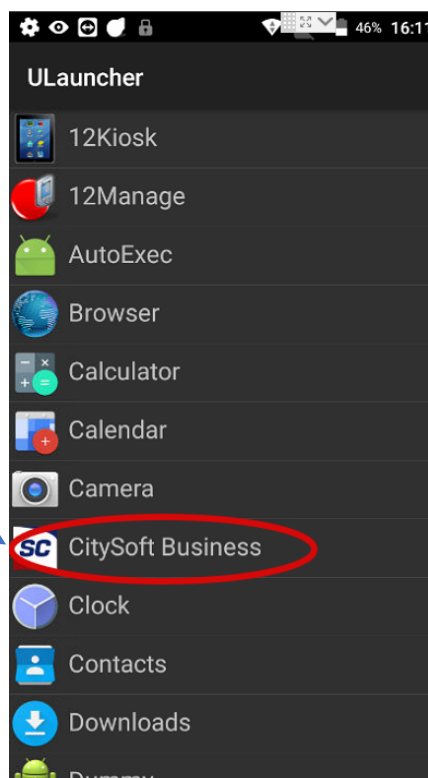 46% 16:11
ULauncher
12Kiosk
12Manage
AutoExec
Browser
Calculator
Calendar
Camera
SC CitySoft Business
Clock
Contacts
Downloads